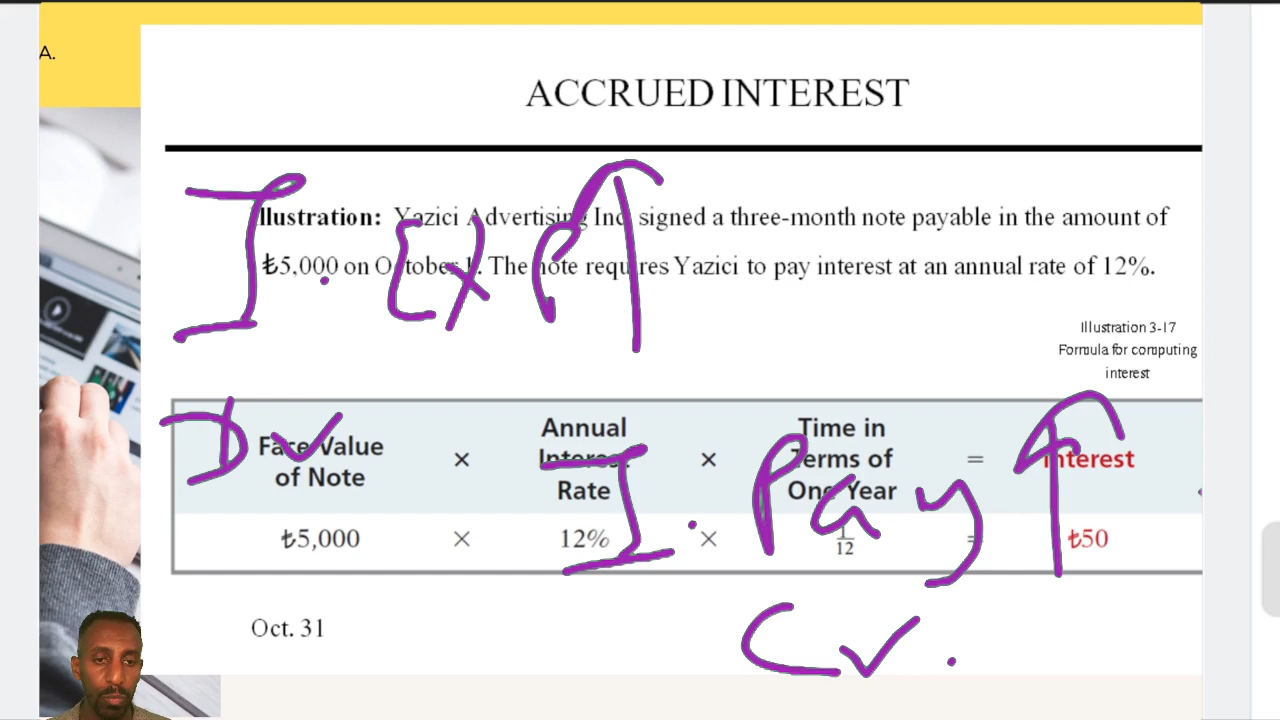 A.
ACCRUED INTEREST
Illustration: Yazici Advertising Inc. signed a three-month note payable in the amount of
₺5,000 on October 1. The note requires Yazici to pay interest at an annual rate of 12%.
I. Exp ↑
Illustration 3-17
Formula for computing
interest
Face Value of Note × Annual Interest Rate × Time in Terms of One Year = Interest
₺5,000 × 12% × 1/12 = ₺50
D ✓
I. Pay ↑
Oct. 31
C ✓.